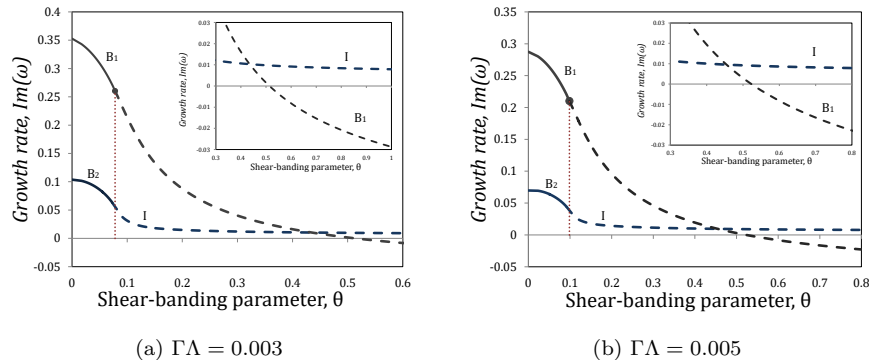 0.4
0.35
0.3
0.25
0.2
0.15
0.1
0.05
0
-0.05
Growth rate, Im(ω)
0 0.1 0.2 0.3 0.4 0.5 0.6
Shear-banding parameter, θ
B1
B2
I
0.03
0.02
0.01
0
-0.01
-0.02
-0.03
Growth rate, Im(ω)
0.3 0.4 0.5 0.6 0.7 0.8 0.9 1
Shear-banding parameter, θ
I
B1
(a) ΓΛ = 0.003
0.35
0.3
0.25
0.2
0.15
0.1
0.05
0
-0.05
Growth rate, Im(ω)
0 0.1 0.2 0.3 0.4 0.5 0.6 0.7 0.8
Shear-banding parameter, θ
B1
B2
I
0.03
0.02
0.01
0
-0.01
-0.02
-0.03
Growth rate, Im(ω)
0.3 0.4 0.5 0.6 0.7 0.8
Shear-banding parameter, θ
I
B1
(b) ΓΛ = 0.005